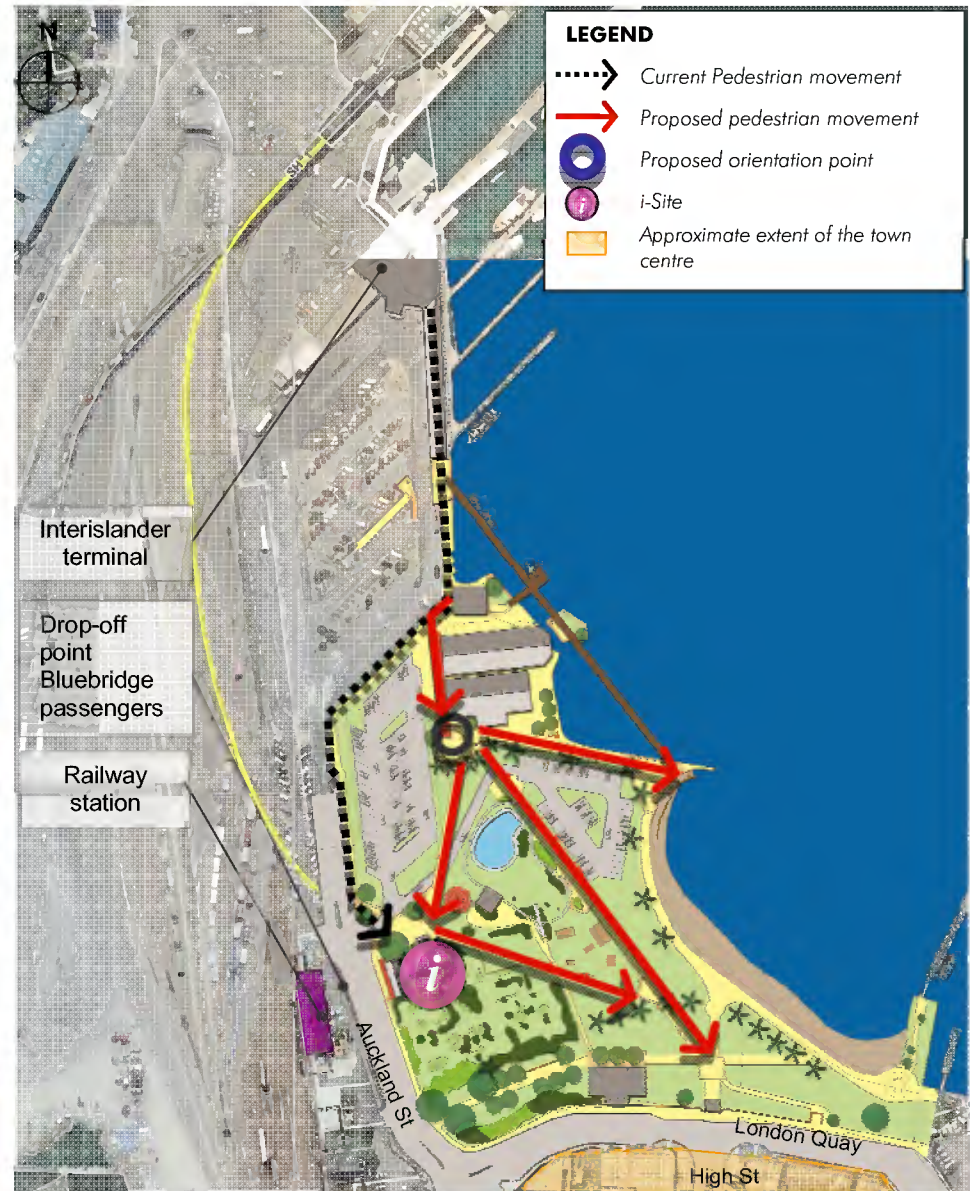 N
LEGEND
Current Pedestrian movement
Proposed pedestrian movement
Proposed orientation point
i
i-Site
Approximate extent of the town
centre
SH
Interislander
terminal
Drop-off
point
Bluebridge
passengers
Railway
station
i
Auckland St
London Quay
High St